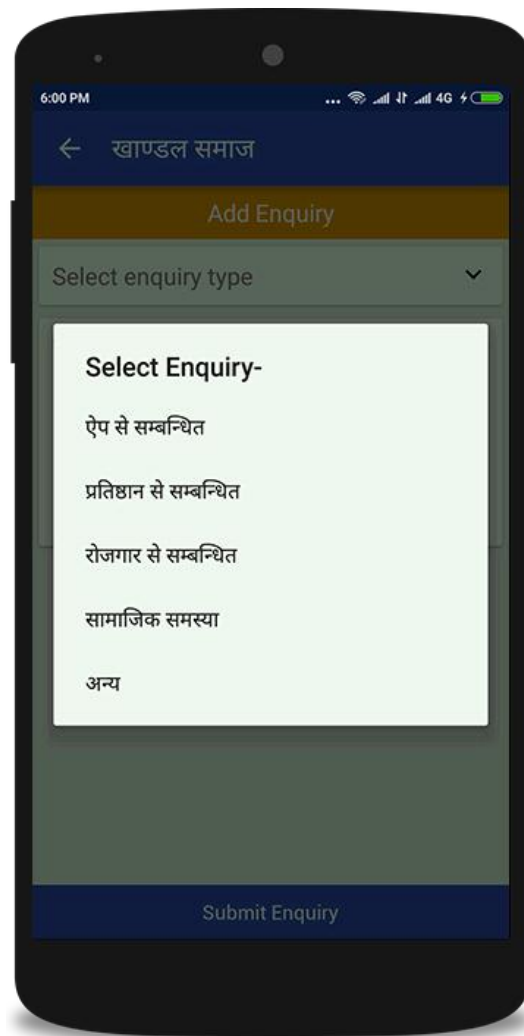 6:00 PM
... 4G
खाण्डल समाज
Add Enquiry
Select enquiry type
Select Enquiry-
ऐप से सम्बन्धित
प्रतिष्ठान से सम्बन्धित
रोजगार से सम्बन्धित
सामाजिक समस्या
अन्य
Submit Enquiry